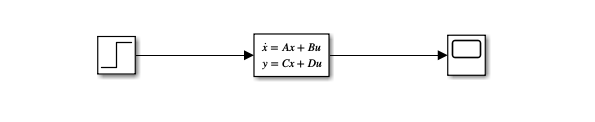 ẋ = Ax + Bu
y = Cx + Du